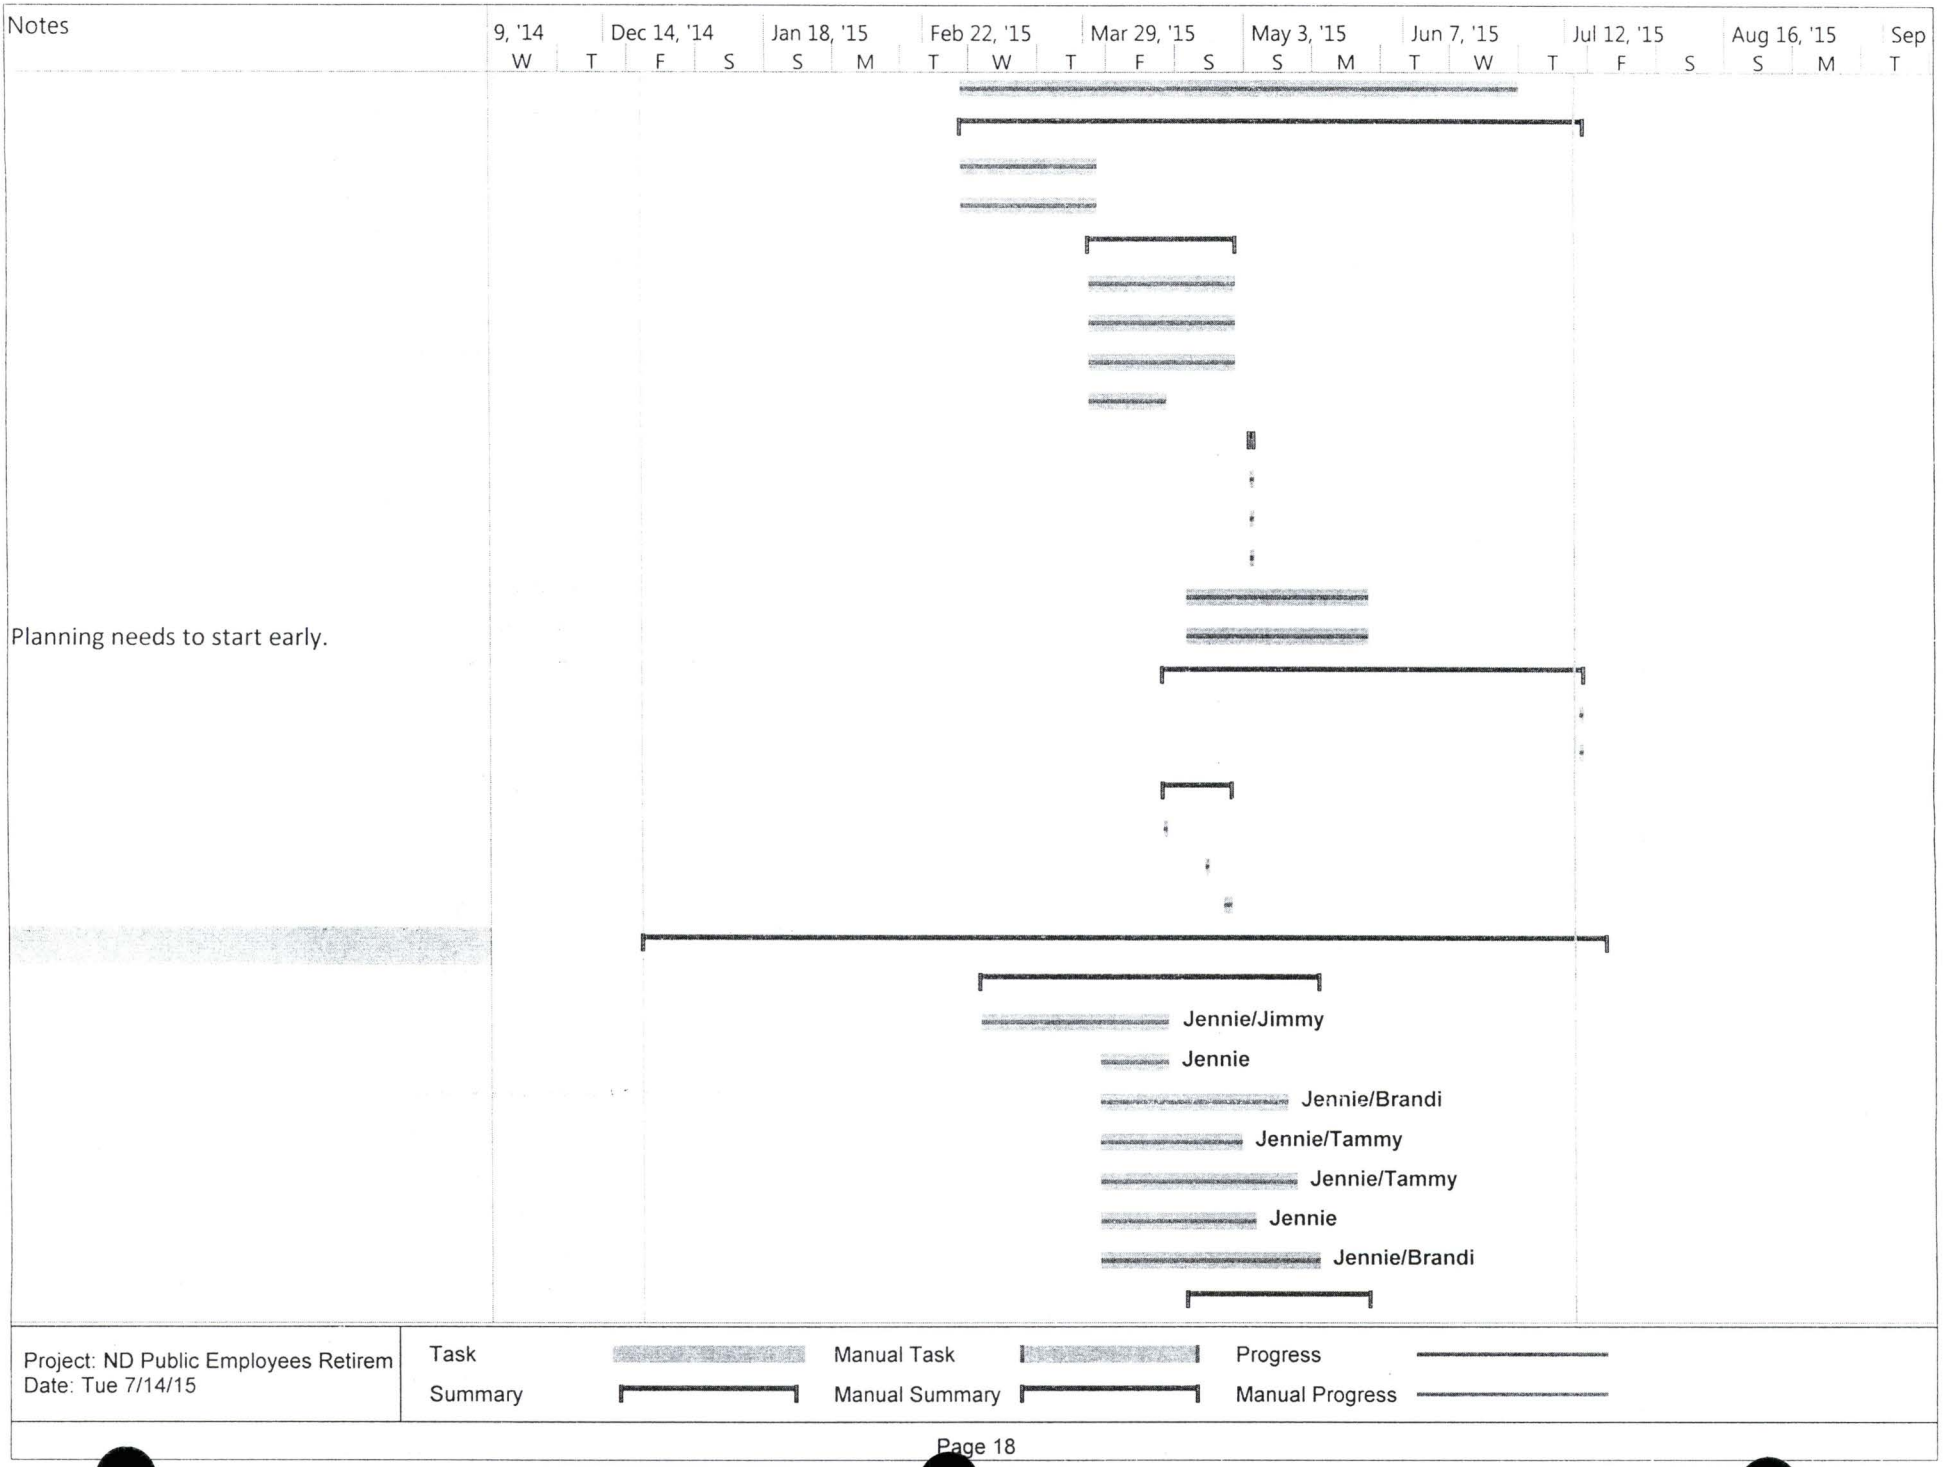 Notes
9, '14 Dec 14, '14 Jan 18, '15 Feb 22, '15 Mar 29, '15 May 3, '15 Jun 7, '15 Jul 12, '15 Aug 16, '15 Sep
W T F S S M T W T F S S M T W T F S S M T
Planning needs to start early.
Jennie/Jimmy
Jennie
Jennie/Brandi
Jennie/Tammy
Jennie/Tammy
Jennie
Jennie/Brandi
Project: ND Public Employees Retirem
Date: Tue 7/14/15
Task Manual Task Progress
Summary Manual Summary Manual Progress
Page 18